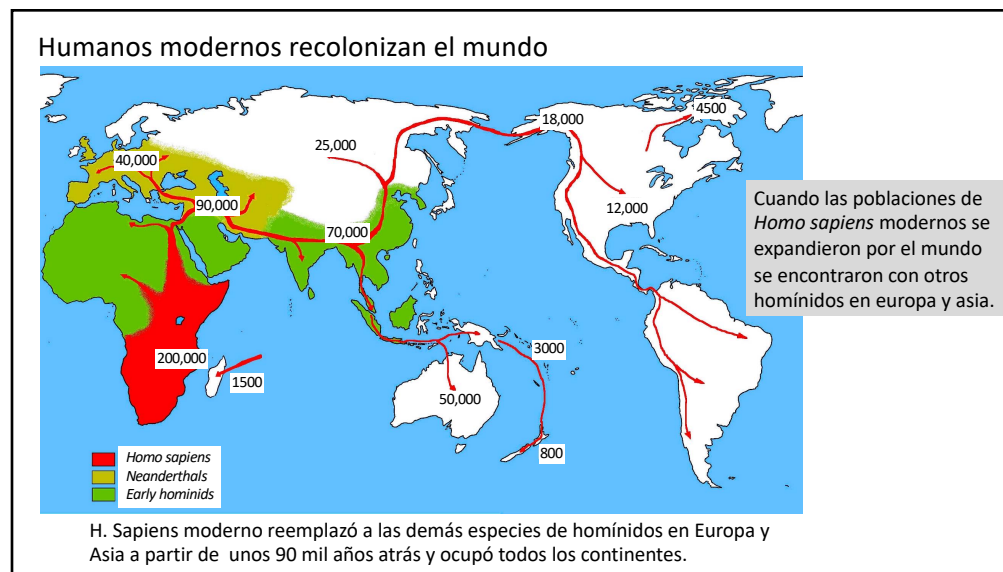 Humanos modernos recolonizan el mundo
4500
18,000
25,000
40,000
90,000
12,000
70,000
Cuando las poblaciones de
Homo sapiens modernos se
expandieron por el mundo
se encontraron con otros
homínidos en europa y asia.
200,000
1500
3000
50,000
800
Homo sapiens
Neanderthals
Early hominids
H. Sapiens moderno reemplazó a las demás especies de homínidos en Europa y
Asia a partir de unos 90 mil años atrás y ocupó todos los continentes.